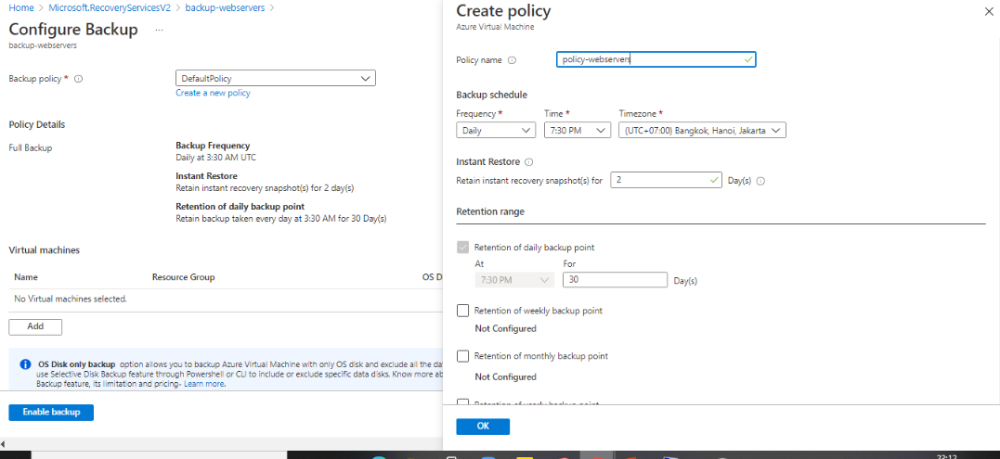 Home > Microsoft.RecoveryServicesV2 > backup-webservers >
Configure Backup ...
backup-webservers
Backup policy *
DefaultPolicy
Create a new policy
Policy Details
Full Backup
Backup Frequency
Daily at 3:30 AM UTC
Instant Restore
Retain instant recovery snapshot(s) for 2 day(s)
Retention of daily backup point
Retain backup taken every day at 3:30 AM for 30 Day(s)
Virtual machines
Name Resource Group OS D
No Virtual machines selected.
Add
OS Disk only backup option allows you to backup Azure Virtual Machine with only OS disk and exclude all the da
use Selective Disk Backup feature through Powershell or CLI to include or exclude specific data disks. Know more ab
Backup feature, its limitation and pricing- Learn more.
Enable backup
Create policy
Azure Virtual Machine
Policy name
policy-webservers
Backup schedule
Frequency * Time * Timezone *
Daily 7:30 PM (UTC+07:00) Bangkok, Hanoi, Jakarta
Instant Restore
Retain instant recovery snapshot(s) for 2 Day(s)
Retention range
Retention of daily backup point
At For
7:30 PM 30 Day(s)
Retention of weekly backup point
Not Configured
Retention of monthly backup point
Not Configured
Retention of yearly backup point
OK
22:12